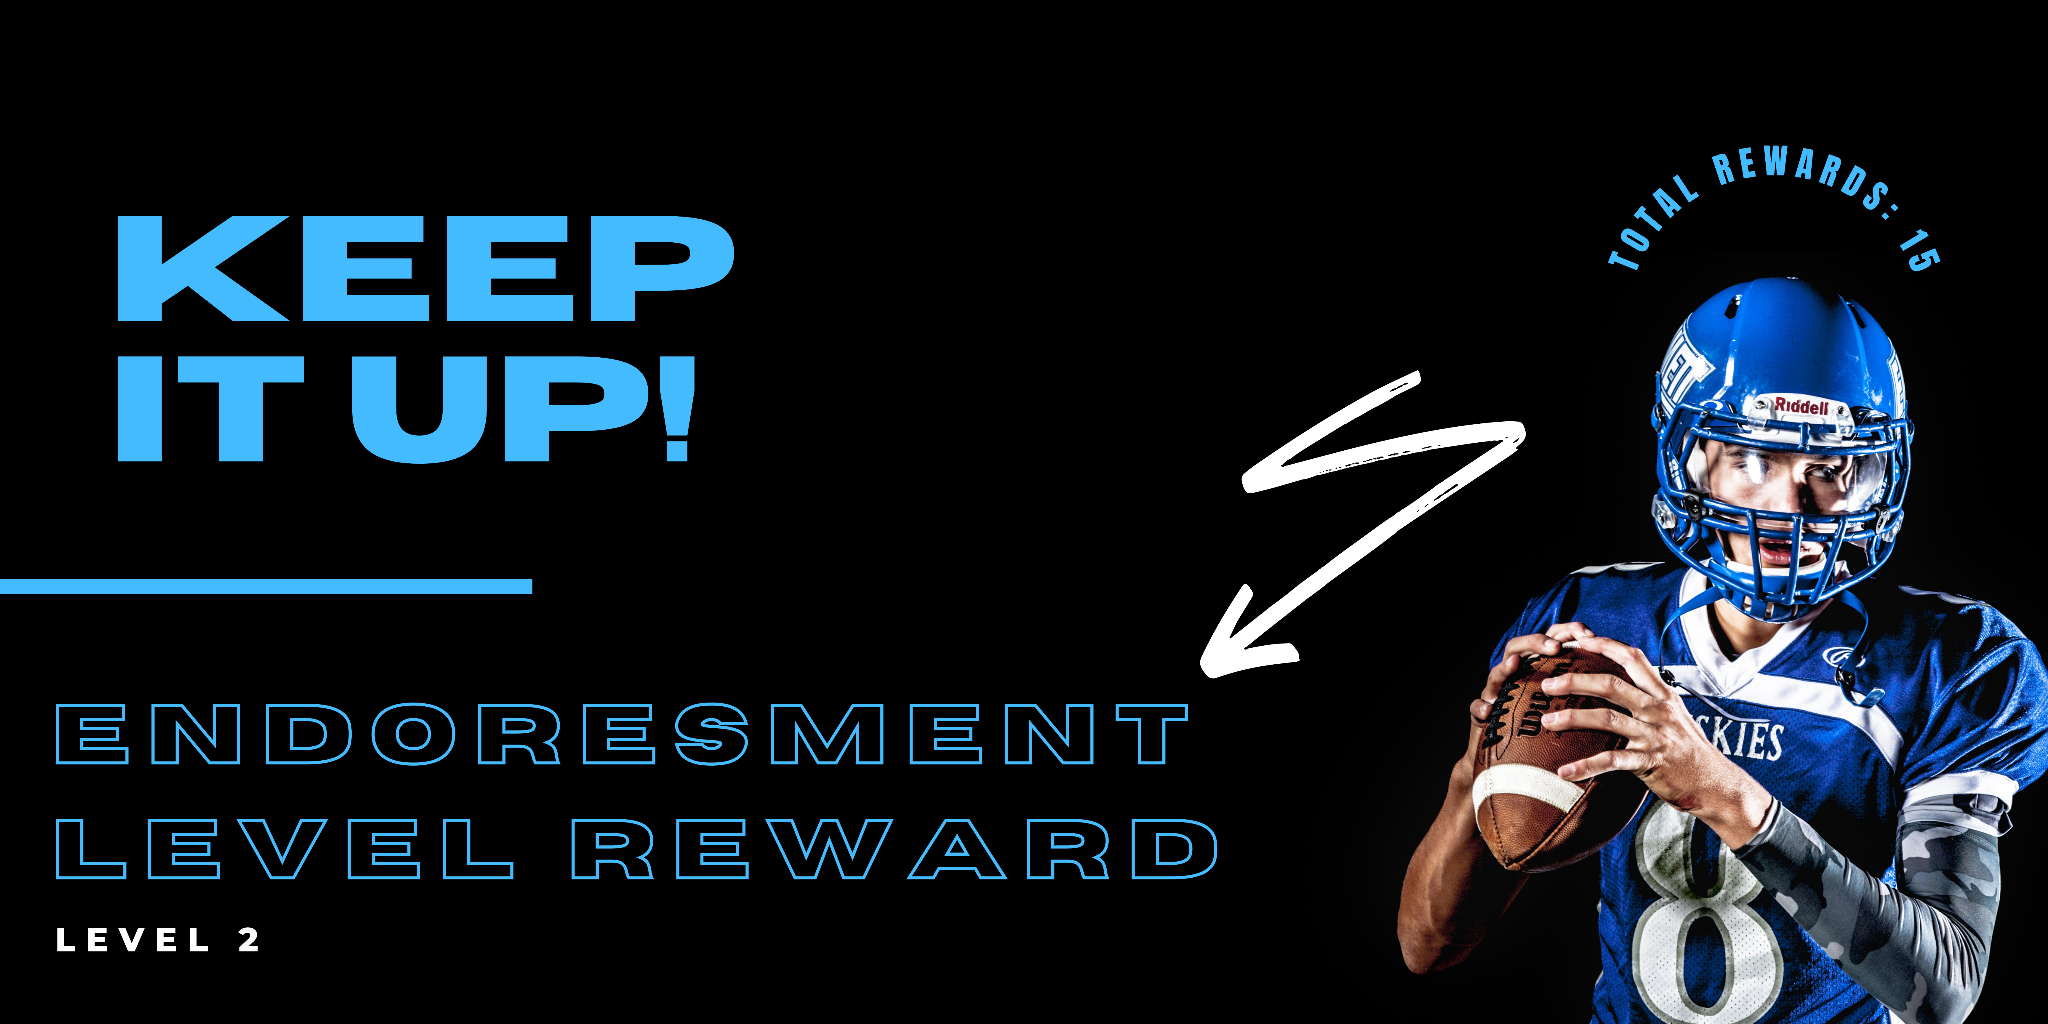 KEEP
IT UP!
TOTAL REWARDS: 15
Riddell
KIES
8
ENDORESMENT
LEVEL REWARD
LEVEL 2